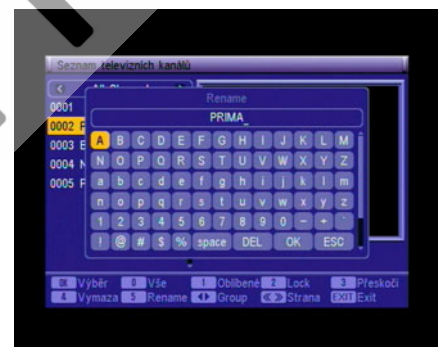 Seznam televizních kanálů
Rename
0001
PRIMA_
0002 F
A B C D E F G H I J K L M
0003 E
N O P Q R S T U V W X Y Z
0004 N
a b c d e f g h i j k l m
0005 F
n o p q r s t u v w x y z
1 2 3 4 5 6 7 8 9 0 - + `
! @ # $ % space DEL OK ESC
OK Výběr 0 Vše 1 Oblíbené 2 Lock 3 Přeskoči
4 Vymaza 5 Rename Group Strana EXIT Exit